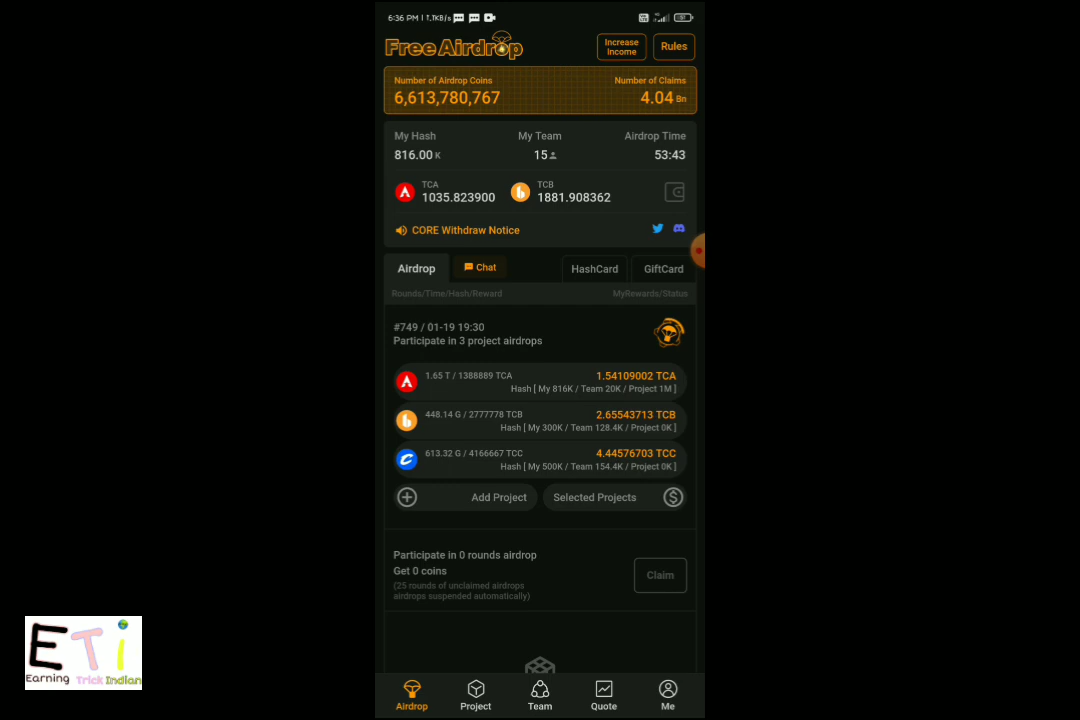 6:36 PM
Free Airdrop
Increase
Income
Rules
Number of Airdrop Coins
Number of Claims
6,613,780,767
4.04 Bn
My Hash
My Team
Airdrop Time
816.00 K
15
53:43
TCA
1035.823900
TCB
1881.908362
CORE Withdraw Notice
Airdrop
Chat
HashCard
GiftCard
Rounds/Time/Hash/Reward
MyRewards/Status
#749 / 01-19 19:30
Participate in 3 project airdrops
1.65 T / 1388889 TCA
1.54109002 TCA
Hash [ My 816K / Team 20K / Project 1M ]
448.14 G / 2777778 TCB
2.65543713 TCB
Hash [ My 300K / Team 128.4K / Project 0K ]
613.32 G / 4166667 TCC
4.44576703 TCC
Hash [ My 500K / Team 154.4K / Project 0K ]
Add Project
Selected Projects
Participate in 0 rounds airdrop
Get 0 coins
(25 rounds of unclaimed airdrops
airdrops suspended automatically)
Claim
ETi
Earning Trick Indian
Airdrop
Project
Team
Quote
Me